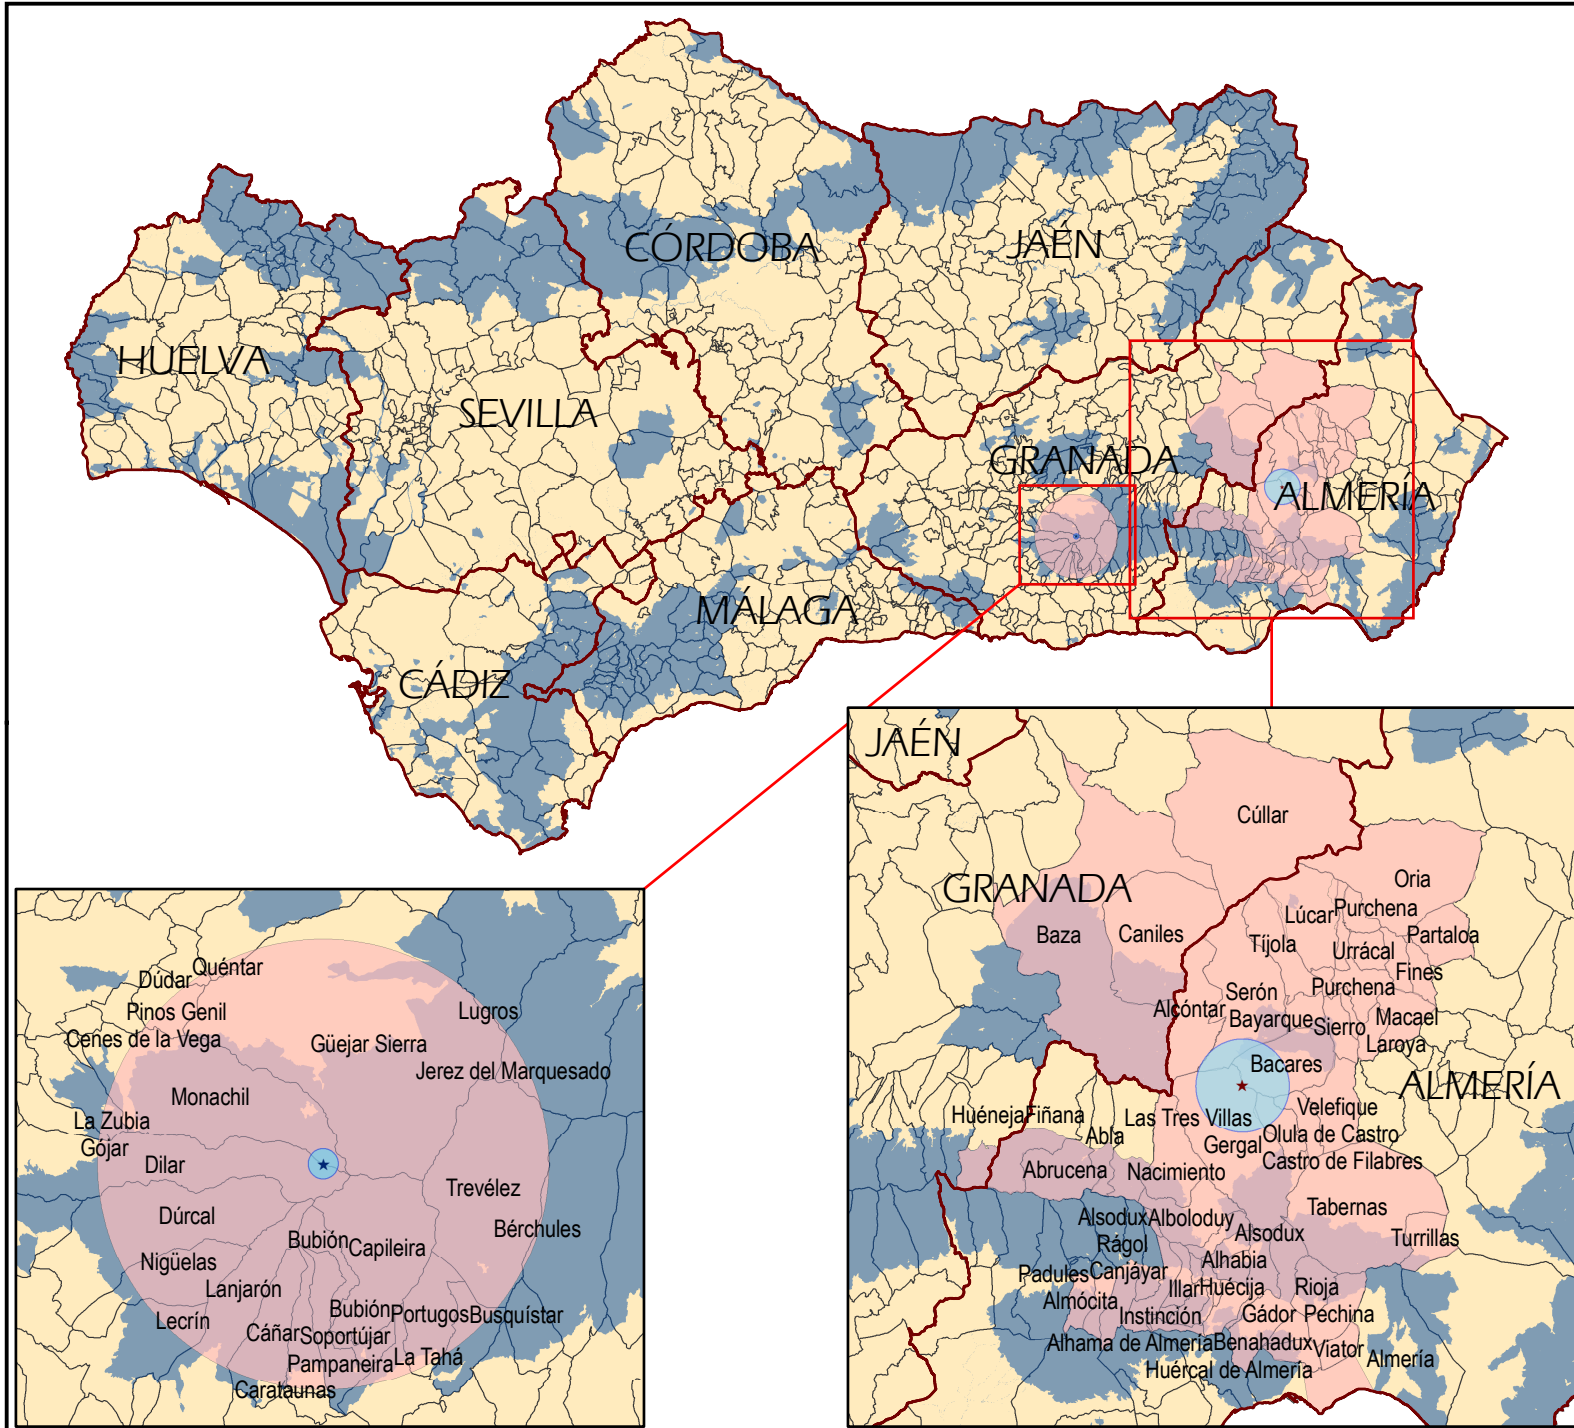 CÓRDOBA
JAÉN
HUELVA
SEVILLA
GRANADA
ALMERÍA
MÁLAGA
CÁDIZ
Quéntar
Dúdar
Pinos Genil
Lugros
Cenes de la Vega
Güejar Sierra
Jerez del Marquesado
Monachil
La Zubia
Gójar
Dilar
Trevélez
Dúrcal
Bérchules
Bubión
Capileira
Nigüelas
Lanjarón
Lecrín
Bubión
Portugos
Busquístar
Cáñar
Soportújar
Pampaneira
La Tahá
Carataunas
JAÉN
Cúllar
GRANADA
Oria
Lúcar
Purchena
Baza
Caniles
Tíjola
Urrácal
Partaloa
Fines
Serón
Purchena
Alcóntar
Bayarque
Sierro
Macael
Laroya
Bacares
ALMERÍA
Huéneja
Fiñana
Abla
Las Tres Villas
Velefique
Gergal
Olula de Castro
Castro de Filabres
Abrucena
Nacimiento
Tabernas
Alsodux
Alboloduy
Alsodux
Turrillas
Rágol
Alhabia
Padules
Canjáyar
Illar
Huécija
Rioja
Almócita
Instinción
Gádor
Pechina
Alhama de Almería
Benahadux
Viator
Almería
Huércal de Almería